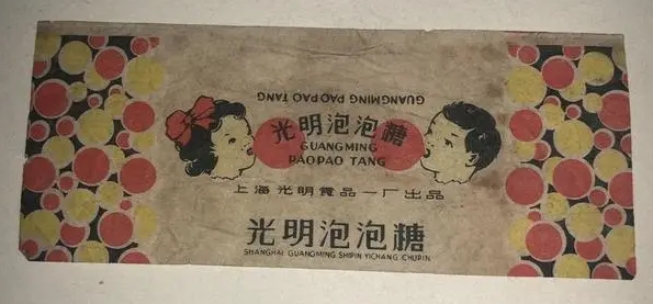 GUANGMING PAO PAO TANG
光明泡泡糖
GUANGMING
PAOPAO TANG
上海光明食品一厂出品
光明泡泡糖
SHANGHAI GUANGMING SHIPIN YICHANG CHUPIN